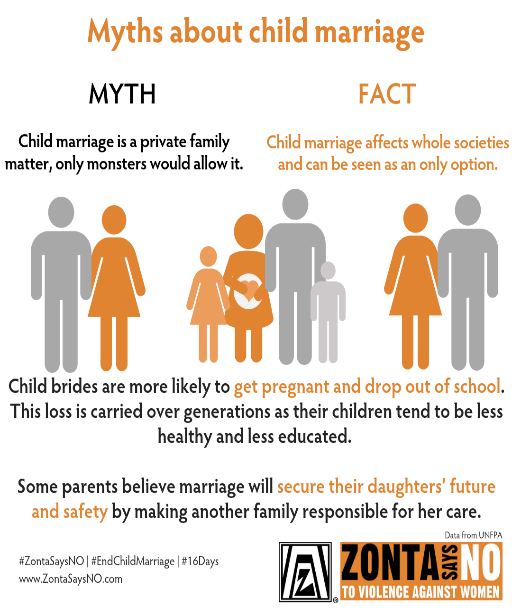 Myths about child marriage
MYTH
FACT
Child marriage is a private family
matter, only monsters would allow it.
Child marriage affects whole societies
and can be seen as an only option.
Child brides are more likely to get pregnant and drop out of school.
This loss is carried over generations as their children tend to be less
healthy and less educated.
Some parents believe marriage will secure their daughters' future
and safety by making another family responsible for her care.
Data from UNFPA
#ZontaSaysNO | #EndChildMarriage | #16Days
www.ZontaSaysNO.com
®
ZONTA SAYS NO
TO VIOLENCE AGAINST WOMEN